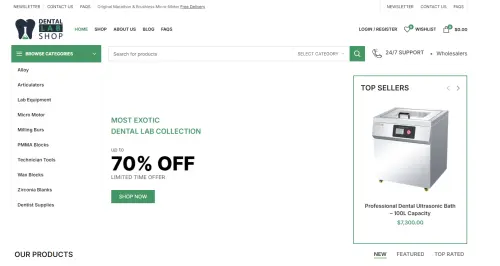 NEWSLETTER CONTACT US FAQS Original Marathon & Brushless Micro Motor Free Delivery NEWSLETTER CONTACT US FAQS
DENTAL
LAB
SHOP
HOME SHOP ABOUT US BLOG FAQS LOGIN / REGISTER 0 WISHLIST 0 $0.00
BROWSE CATEGORIES Search for products SELECT CATEGORY 24/7 SUPPORT • Wholesalers
Alloy
Articulators
Lab Equipment
Micro Motor
Milling Burs
PMMA Blocks
Technician Tools
Wax Blocks
Zirconia Blanks
Dentist Supplies
MOST EXOTIC
DENTAL LAB COLLECTION
up to
70% OFF
LIMITED TIME OFFER
SHOP NOW
TOP SELLERS
Professional Dental Ultrasonic Bath
– 100L Capacity
$7,300.00
OUR PRODUCTS NEW FEATURED TOP RATED